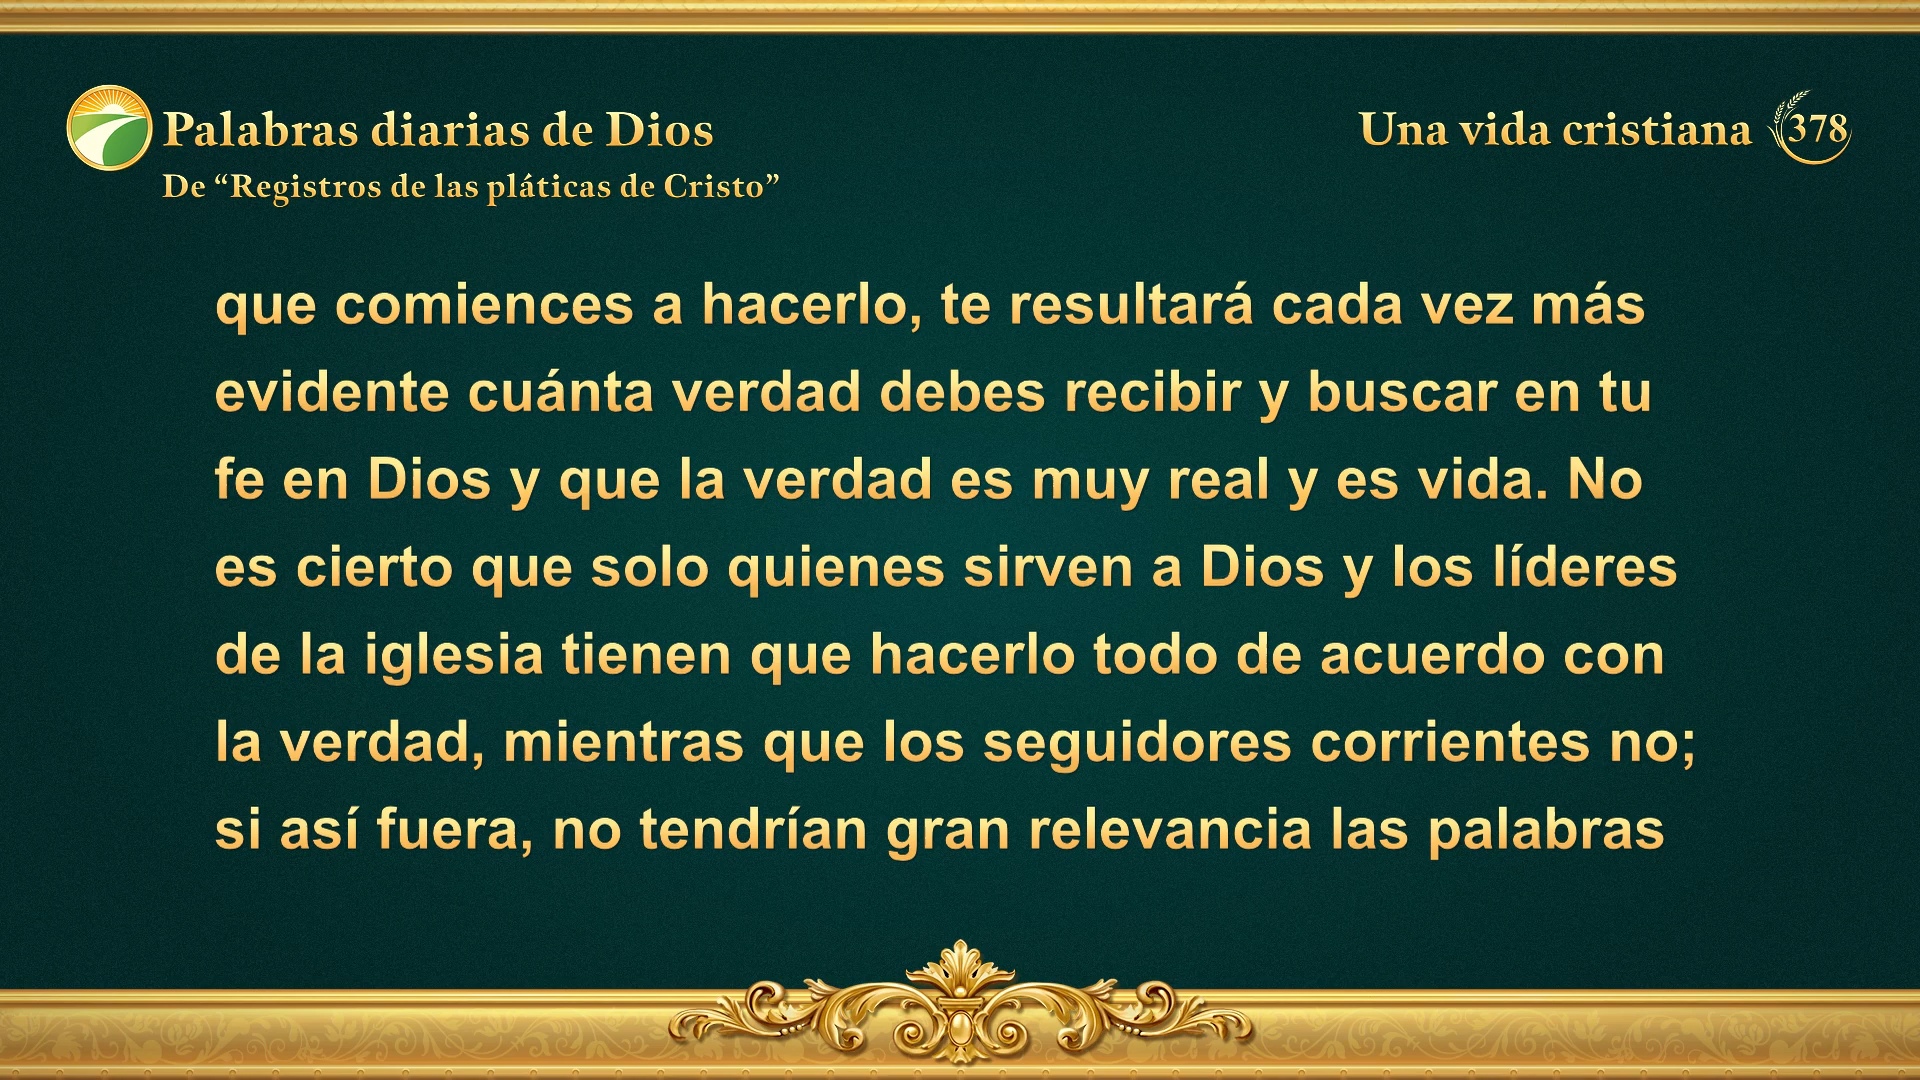 Palabras diarias de Dios
De “Registros de las pláticas de Cristo”
Una vida cristiana 378
que comiences a hacerlo, te resultará cada vez más
evidente cuánta verdad debes recibir y buscar en tu
fe en Dios y que la verdad es muy real y es vida. No
es cierto que solo quienes sirven a Dios y los líderes
de la iglesia tienen que hacerlo todo de acuerdo con
la verdad, mientras que los seguidores corrientes no;
si así fuera, no tendrían gran relevancia las palabras